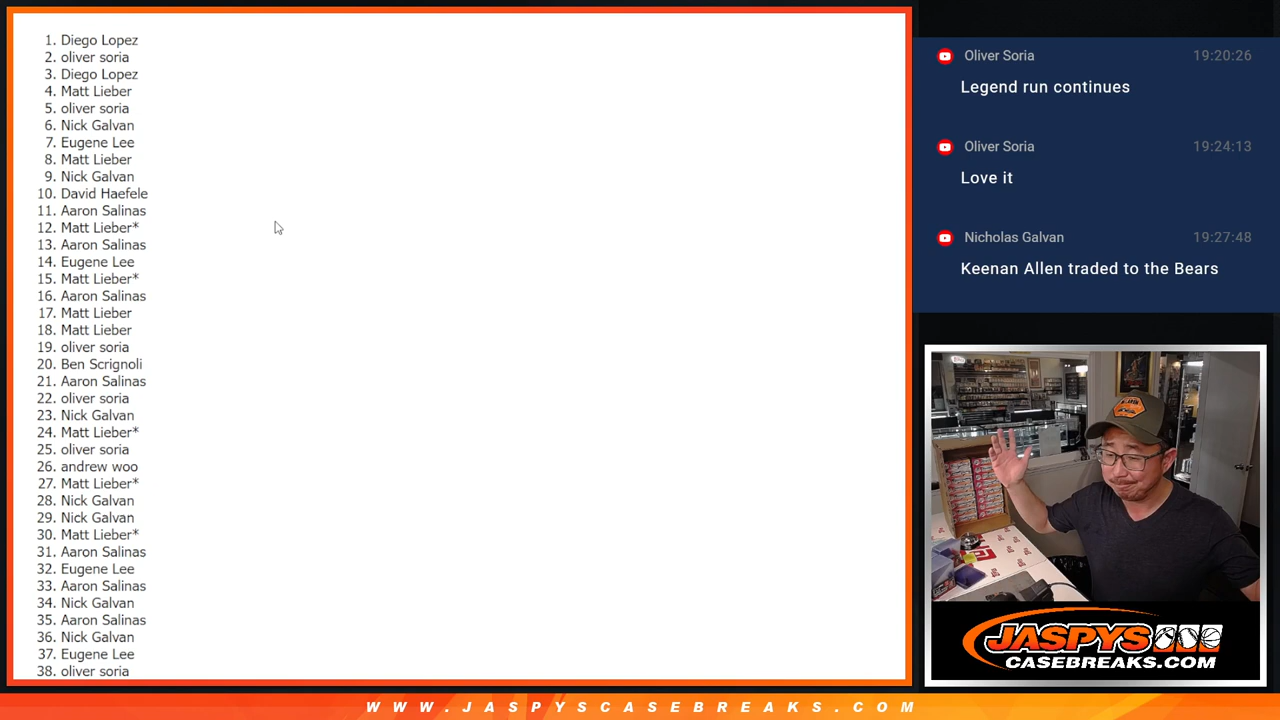 1. Diego Lopez
2. oliver soria
3. Diego Lopez
4. Matt Lieber
5. oliver soria
6. Nick Galvan
7. Eugene Lee
8. Matt Lieber
9. Nick Galvan
10. David Haefele
11. Aaron Salinas
12. Matt Lieber*
13. Aaron Salinas
14. Eugene Lee
15. Matt Lieber*
16. Aaron Salinas
17. Matt Lieber
18. Matt Lieber
19. oliver soria
20. Ben Scrignoli
21. Aaron Salinas
22. oliver soria
23. Nick Galvan
24. Matt Lieber*
25. oliver soria
26. andrew woo
27. Matt Lieber*
28. Nick Galvan
29. Nick Galvan
30. Matt Lieber*
31. Aaron Salinas
32. Eugene Lee
33. Aaron Salinas
34. Nick Galvan
35. Aaron Salinas
36. Nick Galvan
37. Eugene Lee
38. oliver soria
Oliver Soria 19:20:26
Legend run continues
Oliver Soria 19:24:13
Love it
Nicholas Galvan 19:27:48
Keenan Allen traded to the Bears
JASPYS
CASEBREAKS.COM
WWW.JASPYSCASEBREAKS.COM